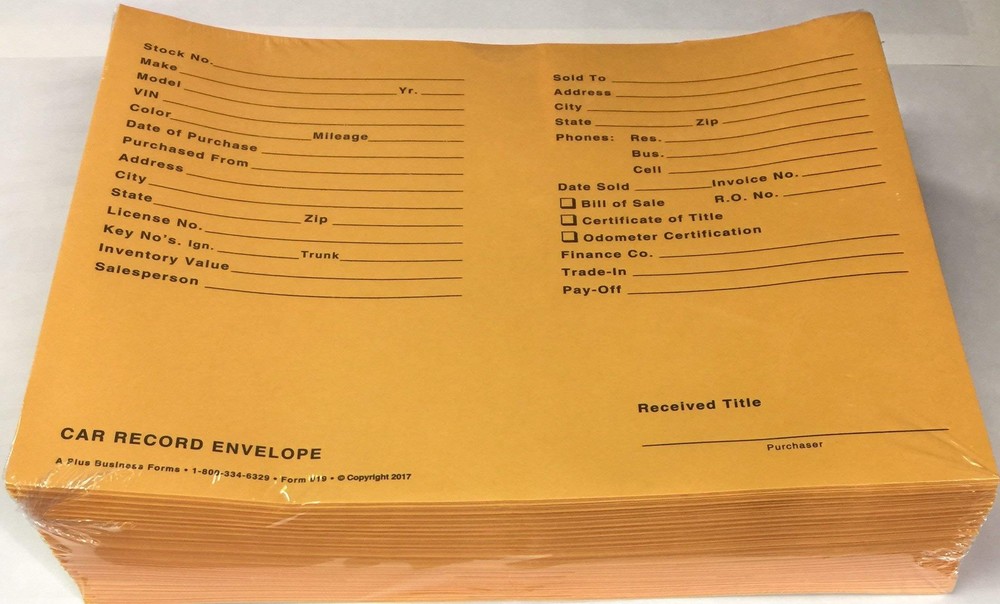 Stock No.
Make
Model Yr.
VIN
Color
Date of Purchase Mileage
Purchased From
Address
City
State
License No. Zip
Key No's. Ign.
Inventory Value Trunk
Salesperson
Sold To
Address
City
State Zip
Phones: Res.
Bus.
Cell
Date Sold Invoice No.
☐ Bill of Sale R.O. No.
☐ Certificate of Title
☐ Odometer Certification
Finance Co.
Trade-In
Pay-Off
Received Title
Purchaser
CAR RECORD ENVELOPE
A Plus Business Forms • 1-800-334-6329 • Form 019 • © Copyright 2017